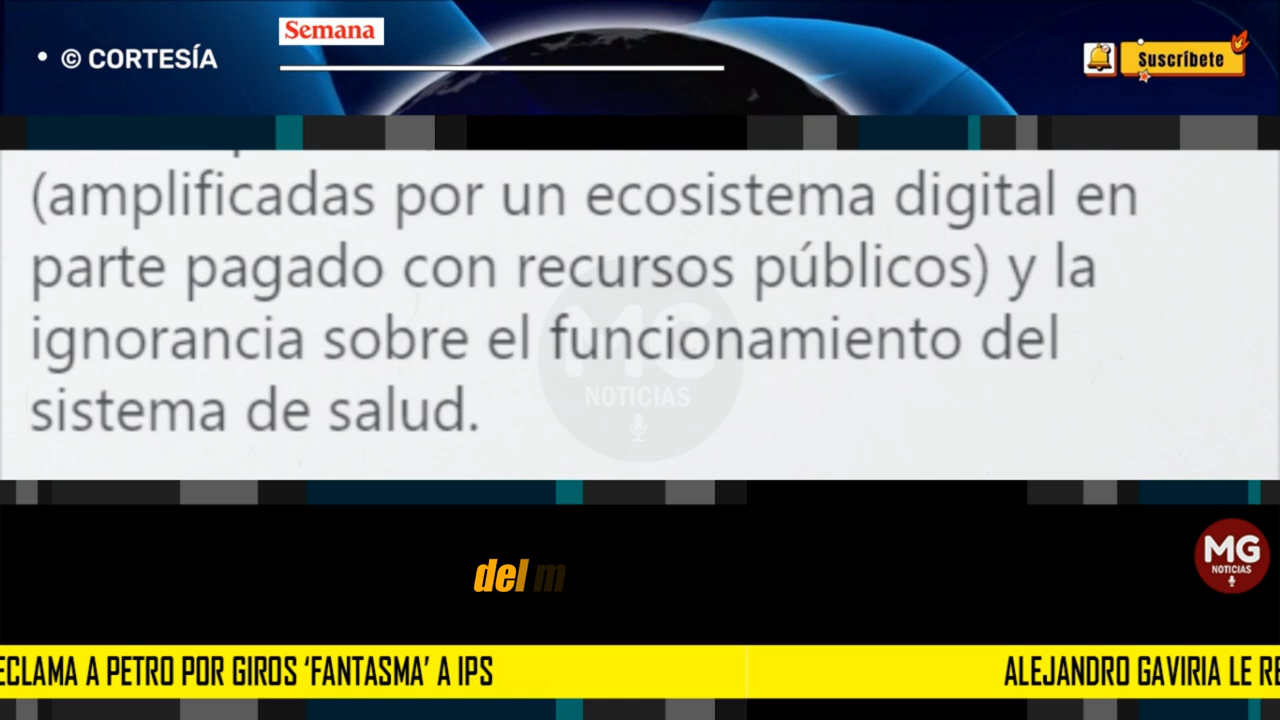 Semana
• © CORTESÍA
Suscríbete
(amplificadas por un ecosistema digital en
parte pagado con recursos públicos) y la
ignorancia sobre el funcionamiento del
sistema de salud.
MG
NOTICIAS
del m
MG
NOTICIAS
ECLAMA A PETRO POR GIROS ‘FANTASMA’ A IPS
ALEJANDRO GAVIRIA LE RE